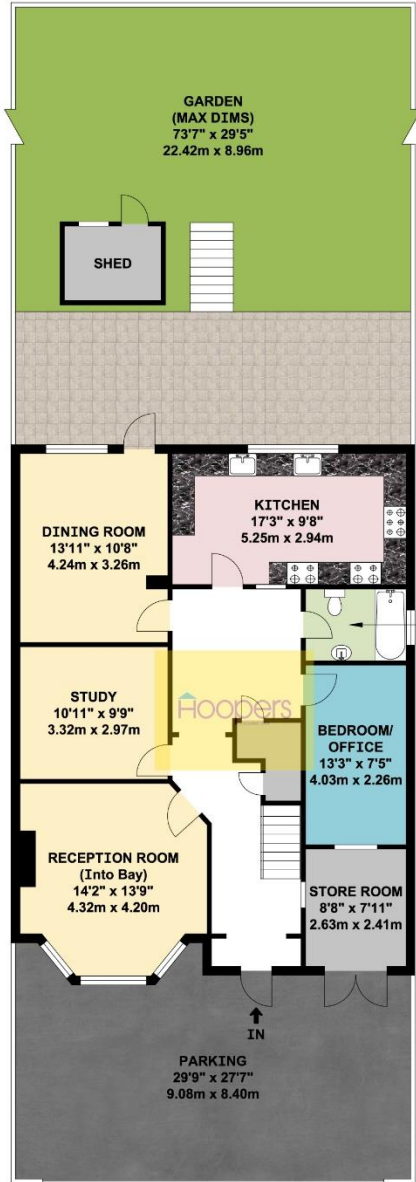 GARDEN
(MAX DIMS)
73'7" x 29'5"
22.42m x 8.96m
SHED
KITCHEN
17'3" x 9'8"
5.25m x 2.94m
DINING ROOM
13'11" x 10'8"
4.24m x 3.26m
STUDY
10'11" x 9'9"
3.32m x 2.97m
Hoopers
BEDROOM/
OFFICE
13'3" x 7'5"
4.03m x 2.26m
RECEPTION ROOM
(Into Bay)
14'2" x 13'9"
4.32m x 4.20m
STORE ROOM
8'8" x 7'11"
2.63m x 2.41m
IN
PARKING
29'9" x 27'7"
9.08m x 8.40m